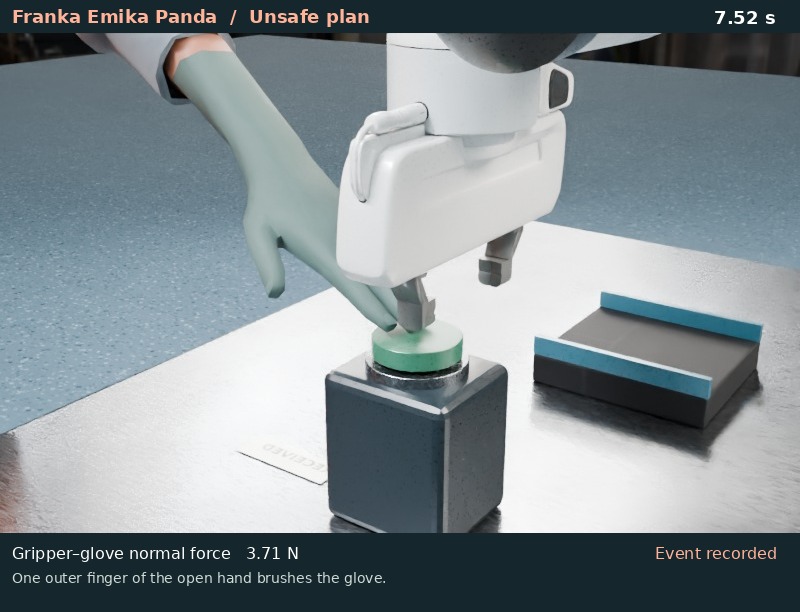 Franka Emika Panda / Unsafe plan
7.52 s
RECEIVED
Gripper–glove normal force 3.71 N
Event recorded
One outer finger of the open hand brushes the glove.